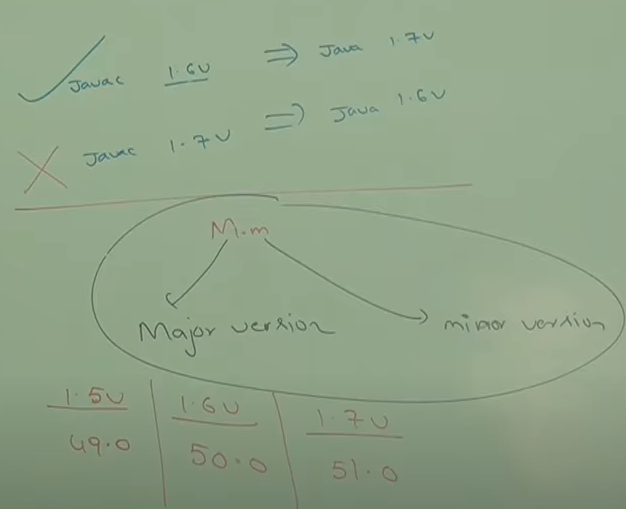 Javac 1.6V ⇒ Java 1.7V
Javac 1.7V ⇒ Java 1.6V
M.m
Major version minor version
1.5V 1.6V 1.7V
49.0 50.0 51.0